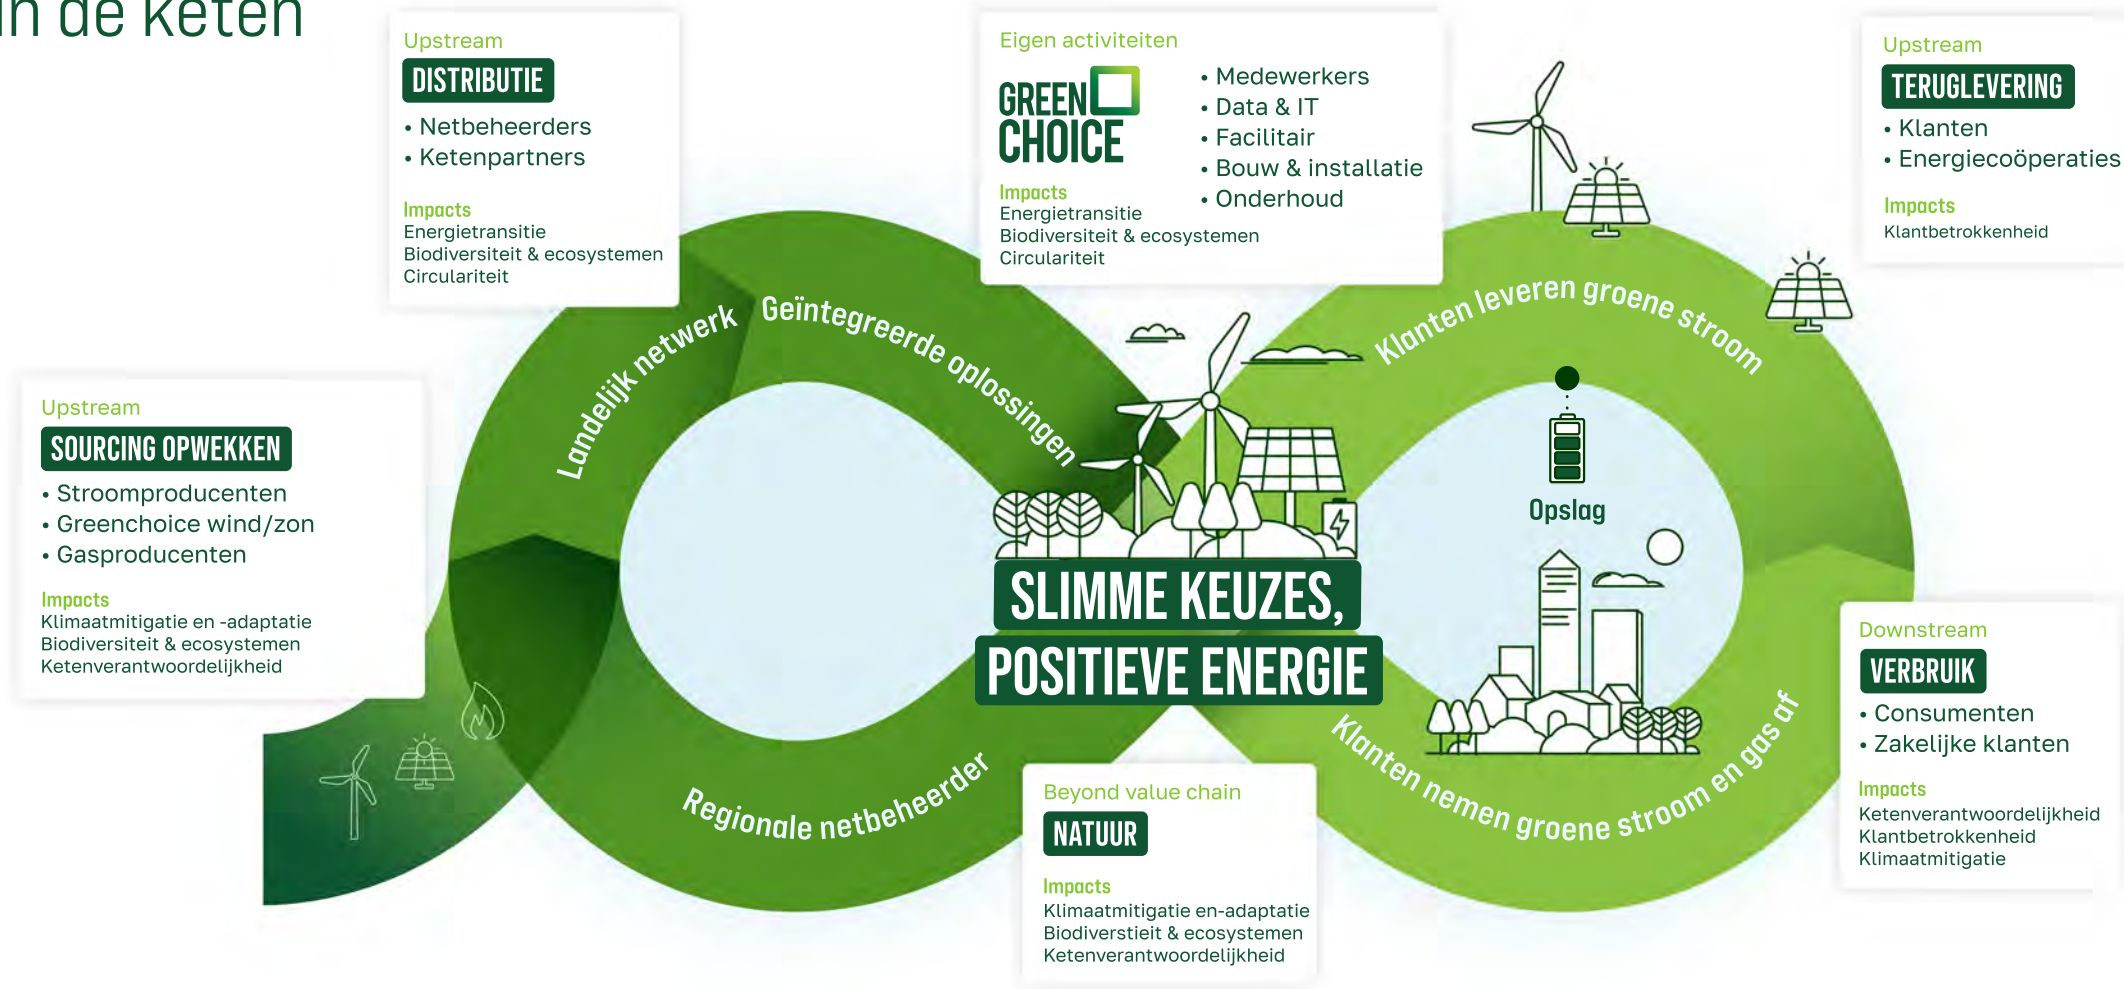 in de keten
Upstream
DISTRIBUTIE
• Netbeheerders
• Ketenpartners
Impacts
Energietransitie
Biodiversiteit & ecosystemen
Circulariteit
Eigen activiteiten
GREEN
CHOICE
• Medewerkers
• Data & IT
• Facilitair
• Bouw & installatie
• Onderhoud
Impacts
Energietransitie
Biodiversiteit & ecosystemen
Circulariteit
Upstream
TERUGLEVERING
• Klanten
• Energiecoöperaties
Impacts
Klantbetrokkenheid
Upstream
SOURCING OPWEKKEN
• Stroomproducenten
• Greenchoice wind/zon
• Gasproducenten
Impacts
Klimaatmitigatie en -adaptatie
Biodiversiteit & ecosystemen
Ketenverantwoordelijkheid
Landelijk netwerk
Geïntegreerde oplossingen
Klanten leveren groene stroom
Opslag
SLIMME KEUZES,
POSITIEVE ENERGIE
Regionale netbeheerder
Klanten nemen groene stroom en gas af
Downstream
VERBRUIK
• Consumenten
• Zakelijke klanten
Impacts
Ketenverantwoordelijkheid
Klantbetrokkenheid
Klimaatmitigatie
Beyond value chain
NATUUR
Impacts
Klimaatmitigatie en-adaptatie
Biodiverstieit & ecosystemen
Ketenverantwoordelijkheid